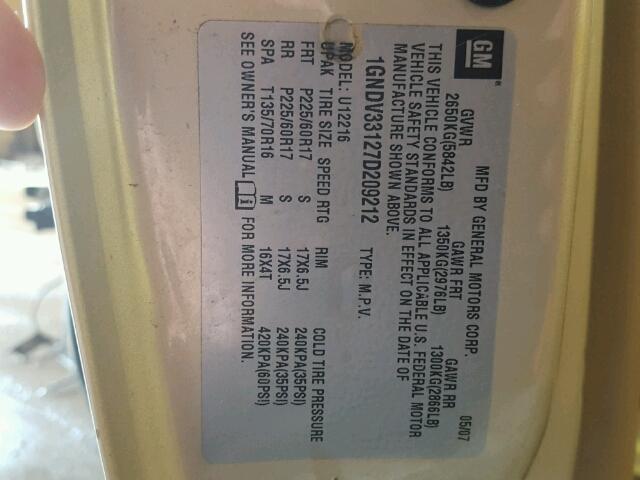 GM
MFD BY GENERAL MOTORS CORP. 05/07
GVWR GAWR FRT GAWR RR
2650KG(5842LB) 1350KG(2976LB) 1300KG(2866LB)
THIS VEHICLE CONFORMS TO ALL APPLICABLE U.S. FEDERAL MOTOR
VEHICLE SAFETY STANDARDS IN EFFECT ON THE DATE OF
MANUFACTURE SHOWN ABOVE.
1GNDV33127D209212 TYPE: M.P.V.
MODEL: U12216
UPAK TIRE SIZE SPEED RTG RIM COLD TIRE PRESSURE
FRT P225/60R17 S 17X6.5J 240KPA(35PSI)
RR P225/60R17 S 17X6.5J 240KPA(35PSI)
SPA T135/70R16 M 16X4T 420KPA(60PSI)
SEE OWNER'S MANUAL FOR MORE INFORMATION.